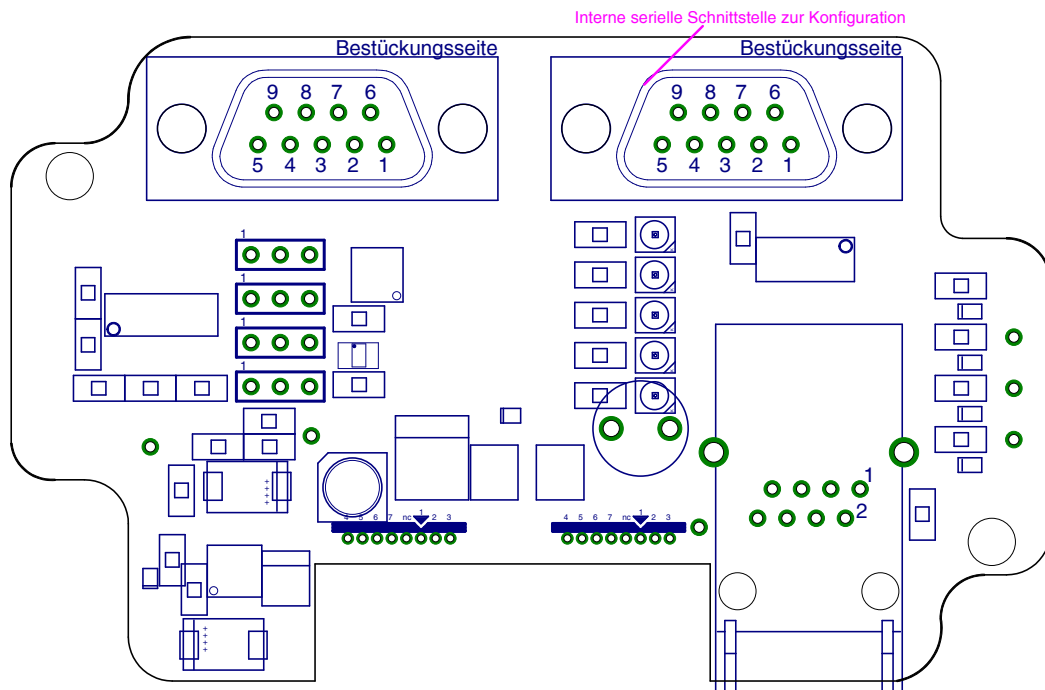 Interne serielle Schnittstelle zur Konfiguration
Bestückungsseite
Bestückungsseite
9 8 7 6
5 4 3 2 1
9 8 7 6
5 4 3 2 1
1
1
1
1
1
2
4 5 6 7 nc 1 2 3
4 5 6 7 nc 1 2 3